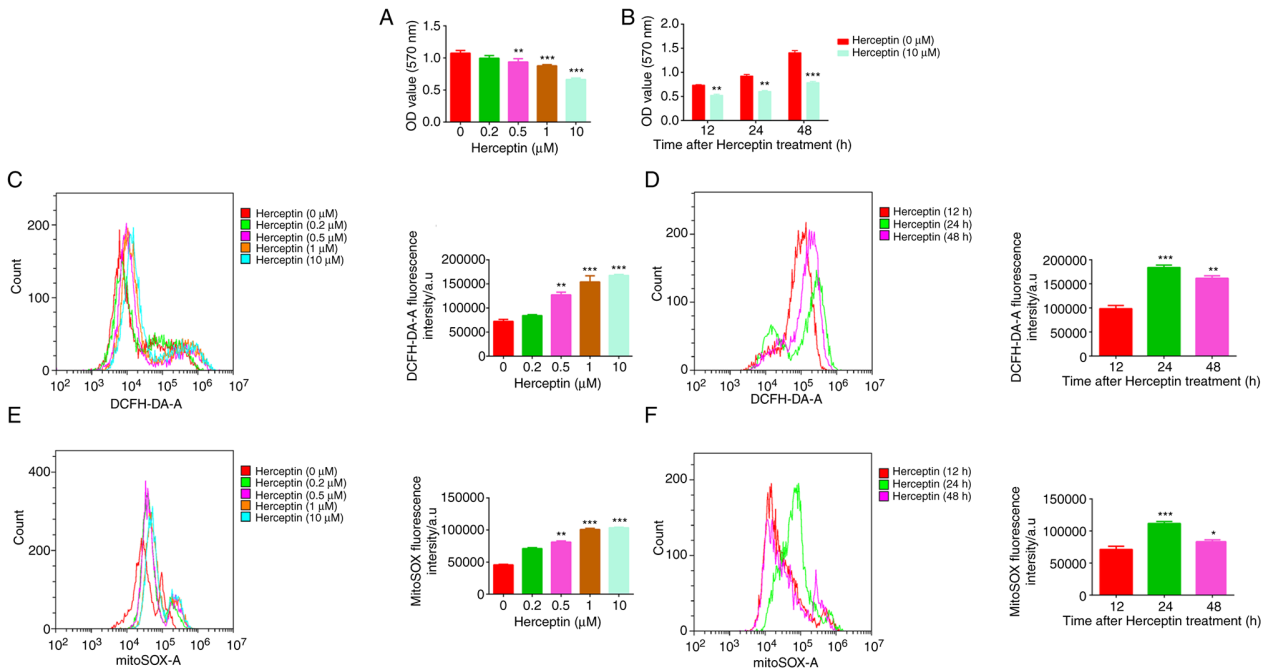 A
OD value (570 nm)
1.5
1.0
0.5
0.0
**
***
***
0 0.2 0.5 1 10
Herceptin (μM)
B
OD value (570 nm)
2.0
1.5
1.0
0.5
0.0
**
**
***
12 24 48
Time after Herceptin treatment (h)
Herceptin (0 μM)
Herceptin (10 μM)
C
Count
200
100
0
10² 10³ 10⁴ 10⁵ 10⁶ 10⁷
DCFH-DA-A
Herceptin (0 μM)
Herceptin (0.2 μM)
Herceptin (0.5 μM)
Herceptin (1 μM)
Herceptin (10 μM)
DCFH-DA-A fluorescence
intensity/a.u
200000
150000
100000
50000
0
**
***
***
0 0.2 0.5 1 10
Herceptin (μM)
D
Count
200
100
0
10² 10³ 10⁴ 10⁵ 10⁶ 10⁷
DCFH-DA-A
Herceptin (12 h)
Herceptin (24 h)
Herceptin (48 h)
DCFH-DA-A fluorescence
intensity/a.u
200000
150000
100000
50000
0
***
**
12 24 48
Time after Herceptin treatment (h)
E
Count
400
200
0
10² 10³ 10⁴ 10⁵ 10⁶ 10⁷
mitoSOX-A
Herceptin (0 μM)
Herceptin (0.2 μM)
Herceptin (0.5 μM)
Herceptin (1 μM)
Herceptin (10 μM)
MitoSOX fluorescence
intensity/a.u
150000
100000
50000
0
**
***
***
0 0.2 0.5 1 10
Herceptin (μM)
F
Count
200
100
0
10² 10³ 10⁴ 10⁵ 10⁶ 10⁷
mitoSOX-A
Herceptin (12 h)
Herceptin (24 h)
Herceptin (48 h)
MitoSOX fluorescence
intensity/a.u
150000
100000
50000
0
***
*
12 24 48
Time after Herceptin treatment (h)